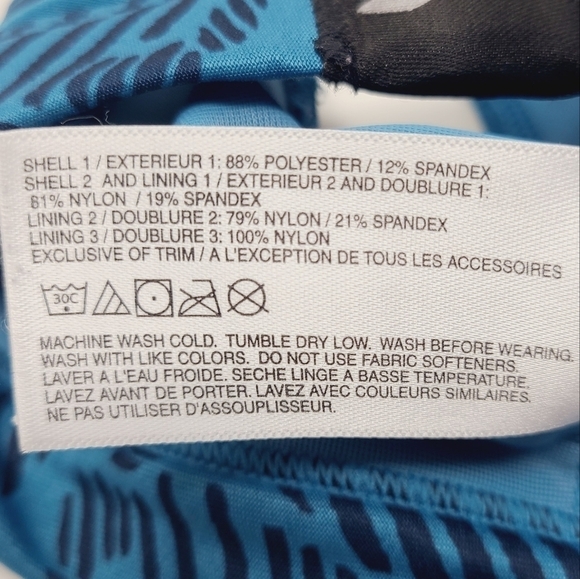 SHELL 1 / EXTERIEUR 1: 88% POLYESTER / 12% SPANDEX
SHELL 2 AND LINING 1 / EXTERIEUR 2 AND DOUBLURE 1:
81% NYLON / 19% SPANDEX
LINING 2 / DOUBLURE 2: 79% NYLON / 21% SPANDEX
LINING 3 / DOUBLURE 3: 100% NYLON
EXCLUSIVE OF TRIM / A L'EXCEPTION DE TOUS LES ACCESSOIRES
30C
MACHINE WASH COLD. TUMBLE DRY LOW. WASH BEFORE WEARING.
WASH WITH LIKE COLORS. DO NOT USE FABRIC SOFTENERS.
LAVER A L'EAU FROIDE. SECHE LINGE A BASSE TEMPERATURE.
LAVEZ AVANT DE PORTER. LAVEZ AVEC COULEURS SIMILAIRES.
NE PAS UTILISER D'ASSOUPLISSEUR.